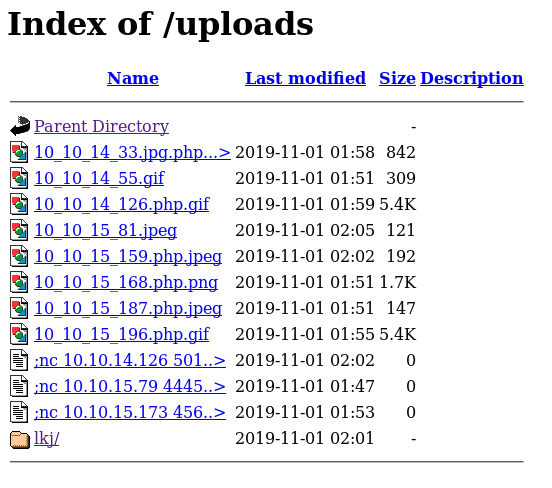 Index of /uploads
Name Last modified Size Description
Parent Directory -
10_10_14_33.jpg.php...> 2019-11-01 01:58 842
10_10_14_55.gif 2019-11-01 01:51 309
10_10_14_126.php.gif 2019-11-01 01:59 5.4K
10_10_15_81.jpeg 2019-11-01 02:05 121
10_10_15_159.php.jpeg 2019-11-01 02:02 192
10_10_15_168.php.png 2019-11-01 01:51 1.7K
10_10_15_187.php.jpeg 2019-11-01 01:51 147
10_10_15_196.php.gif 2019-11-01 01:55 5.4K
;nc 10.10.14.126 501..> 2019-11-01 02:02 0
;nc 10.10.15.79 4445..> 2019-11-01 01:47 0
;nc 10.10.15.173 456..> 2019-11-01 01:53 0
lkj/ 2019-11-01 02:01 -